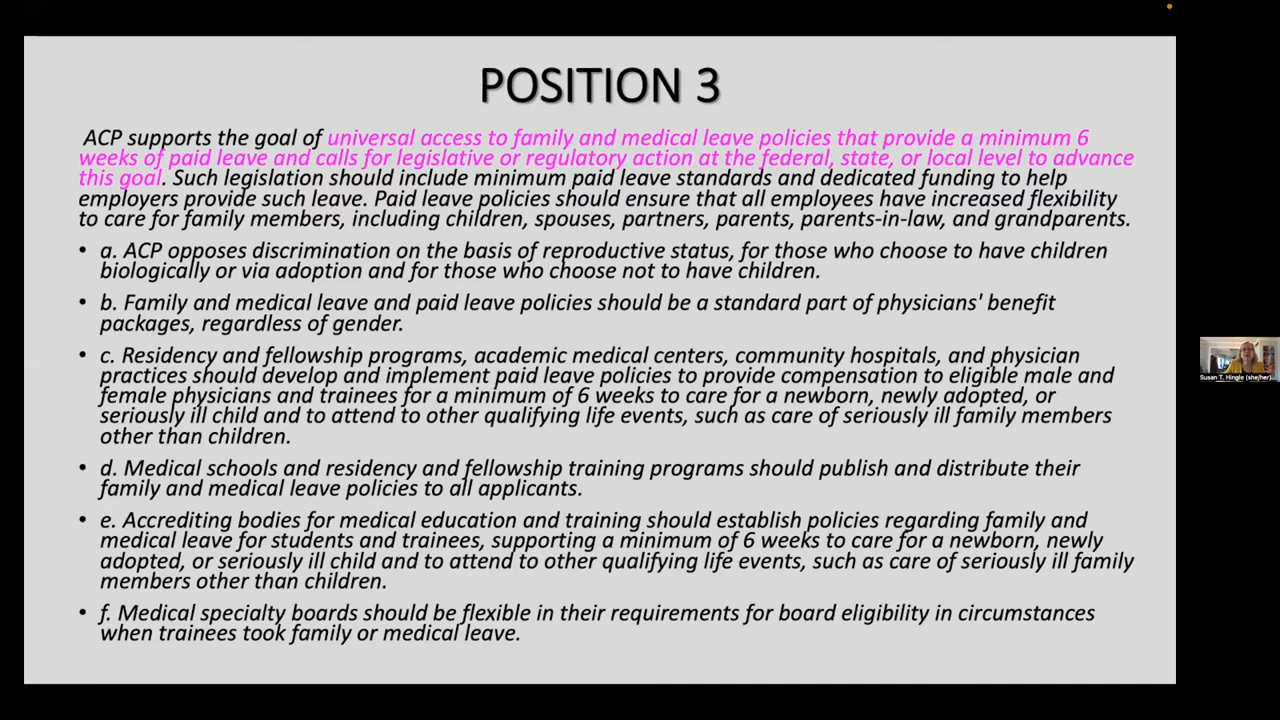 POSITION 3
ACP supports the goal of universal access to family and medical leave policies that provide a minimum 6
weeks of paid leave and calls for legislative or regulatory action at the federal, state, or local level to advance
this goal. Such legislation should include minimum paid leave standards and dedicated funding to help
employers provide such leave. Paid leave policies should ensure that all employees have increased flexibility
to care for family members, including children, spouses, partners, parents, parents-in-law, and grandparents.
• a. ACP opposes discrimination on the basis of reproductive status, for those who choose to have children
biologically or via adoption and for those who choose not to have children.
• b. Family and medical leave and paid leave policies should be a standard part of physicians' benefit
packages, regardless of gender.
• c. Residency and fellowship programs, academic medical centers, community hospitals, and physician
practices should develop and implement paid leave policies to provide compensation to eligible male and
female physicians and trainees for a minimum of 6 weeks to care for a newborn, newly adopted, or
seriously ill child and to attend to other qualifying life events, such as care of seriously ill family members
other than children.
• d. Medical schools and residency and fellowship training programs should publish and distribute their
family and medical leave policies to all applicants.
• e. Accrediting bodies for medical education and training should establish policies regarding family and
medical leave for students and trainees, supporting a minimum of 6 weeks to care for a newborn, newly
adopted, or seriously ill child and to attend to other qualifying life events, such as care of seriously ill family
members other than children.
• f. Medical specialty boards should be flexible in their requirements for board eligibility in circumstances
when trainees took family or medical leave.
Susan T. Hingle (she/her)